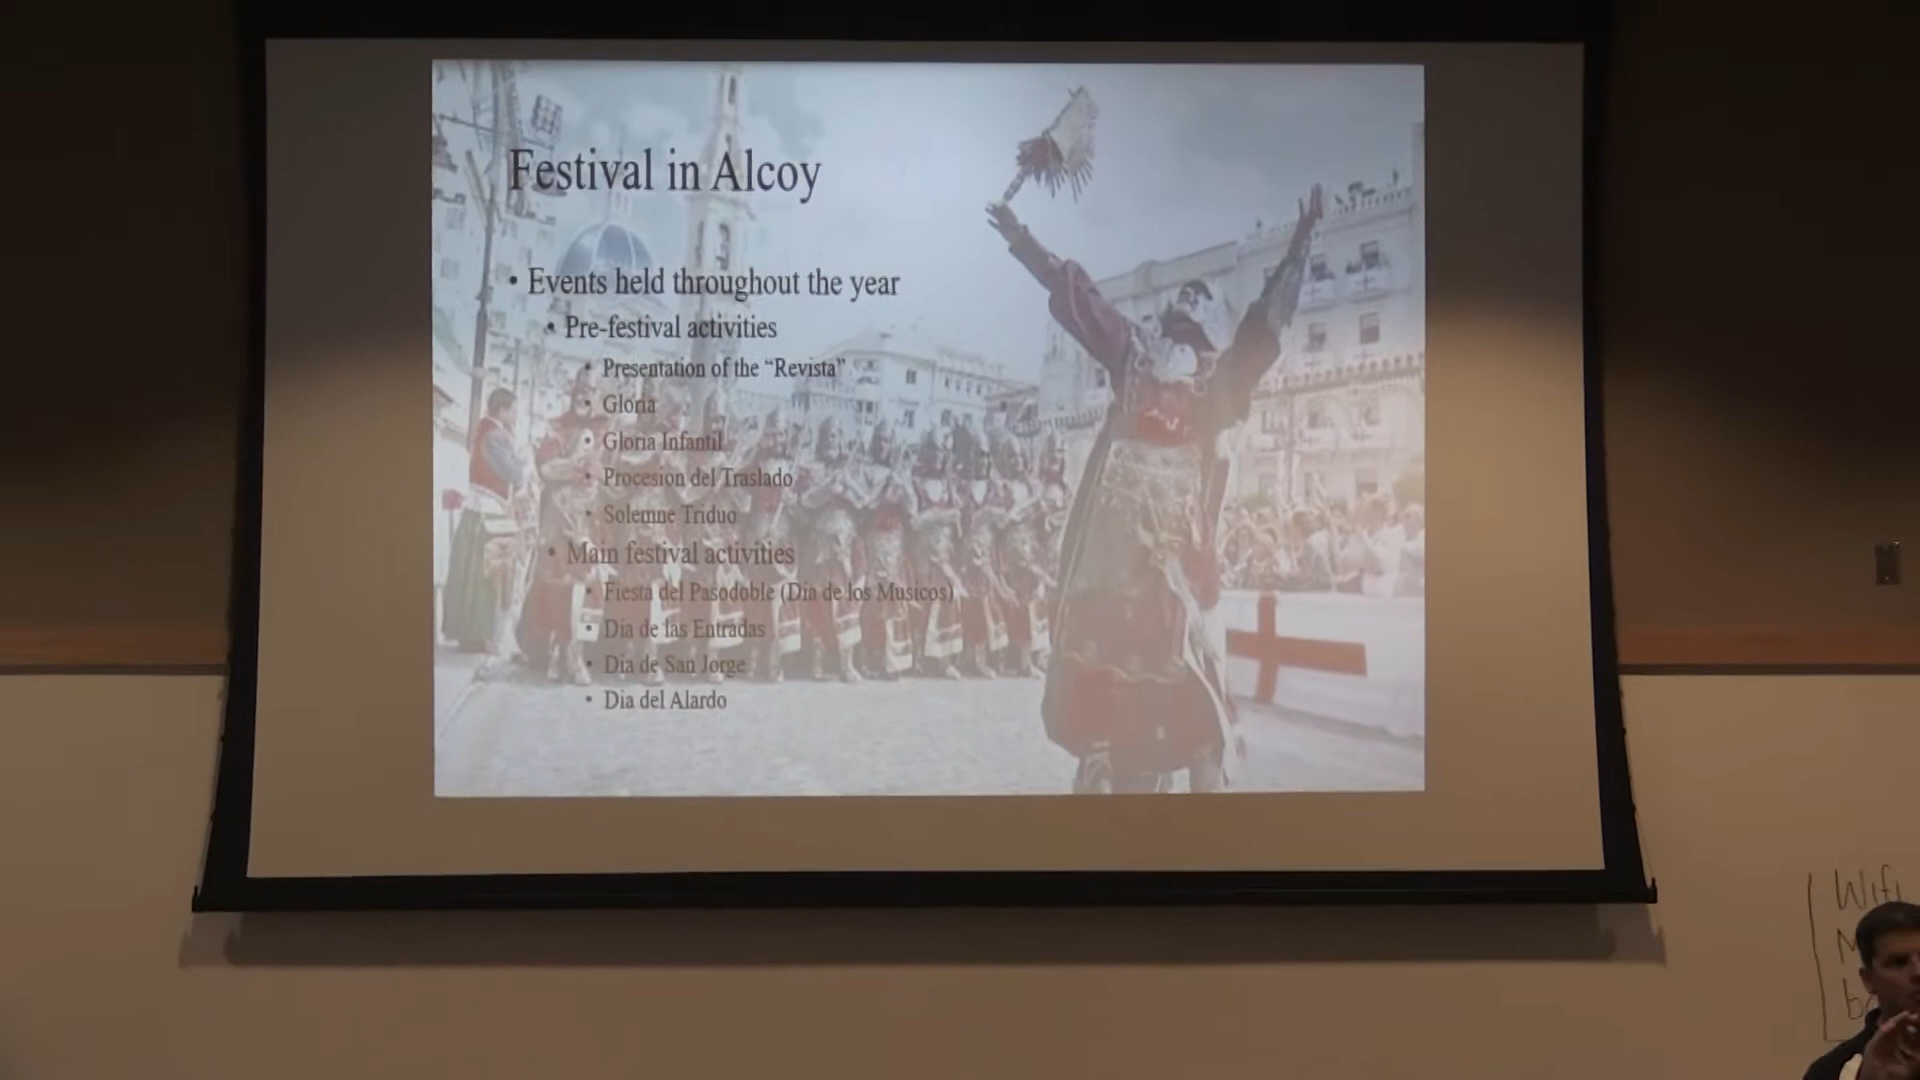 Festival in Alcoy
• Events held throughout the year
• Pre-festival activities
• Presentation of the “Revista”
• Gloria
• Gloria Infantil
• Procesion del Traslado
• Solemne Triduo
• Main festival activities
• Fiesta del Pasodoble (Dia de los Musicos)
• Dia de las Entradas
• Dia de San Jorge
• Dia del Alardo
Wifi